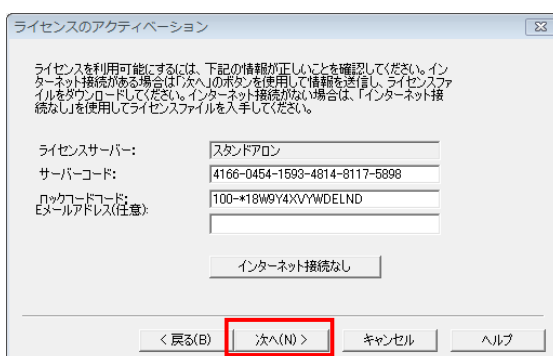 ライセンスのアクティベーション
ライセンスを利用可能にするには、下記の情報が正しいことを確認してください。イン
ターネット接続がある場合は「次へ」のボタンを使用して情報を送信し、ライセンスファ
イルをダウンロードしてください。インターネット接続がない場合は、「インターネット接
続なし」を使用してライセンスファイルを入手してください。
ライセンスサーバー:
スタンドアロン
サーバーコード:
4166-0454-1593-4814-8117-5898
ロックコードコード:
100-*18W9Y4XVYWDELND
Eメールアドレス(任意):
インターネット接続なし
< 戻る(B)
次へ(N) >
キャンセル
ヘルプ